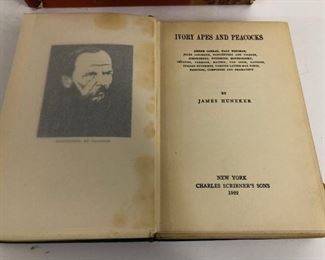 IVORY APES AND PEACOCKS
JOSEPH CONRAD, WALT WHITMAN,
JULES LAFORGUE, DOSTOIEVSKY AND TOLSTOY,
SCHOENBERG, WEDEKIND, MOUSSORGSKY,
CÉZANNE, VERMEER, MATISSE, VAN GOGH, GAUGUIN,
ITALIAN FUTURISTS, VARIOUS LATTER-DAY POETS,
PAINTERS, COMPOSERS AND DRAMATISTS
BY
JAMES HUNEKER
NEW YORK
CHARLES SCRIBNER'S SONS
1922